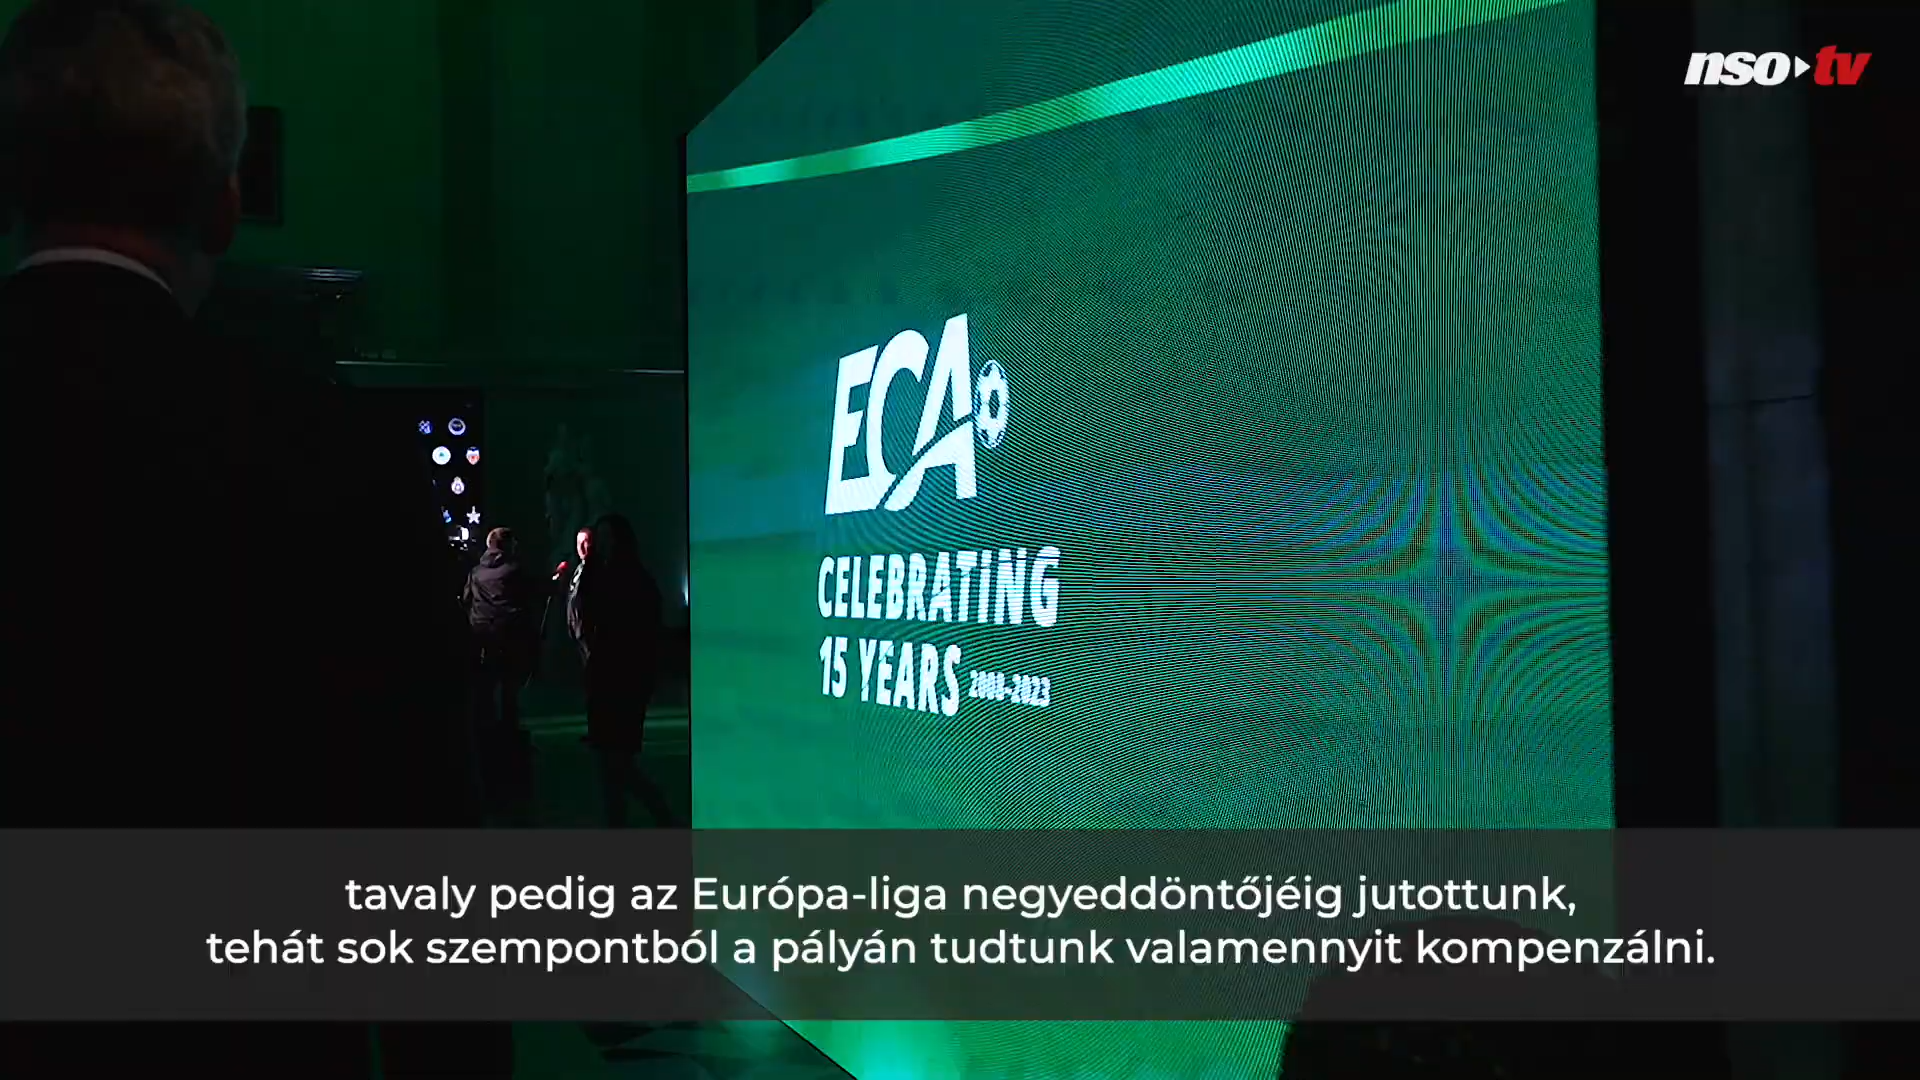 nso tv
ECA
CELEBRATING
15 YEARS 2008-2023
tavaly pedig az Európa-liga negyeddöntőjéig jutottunk,
tehát sok szempontból a pályán tudtunk valamennyit kompenzálni.